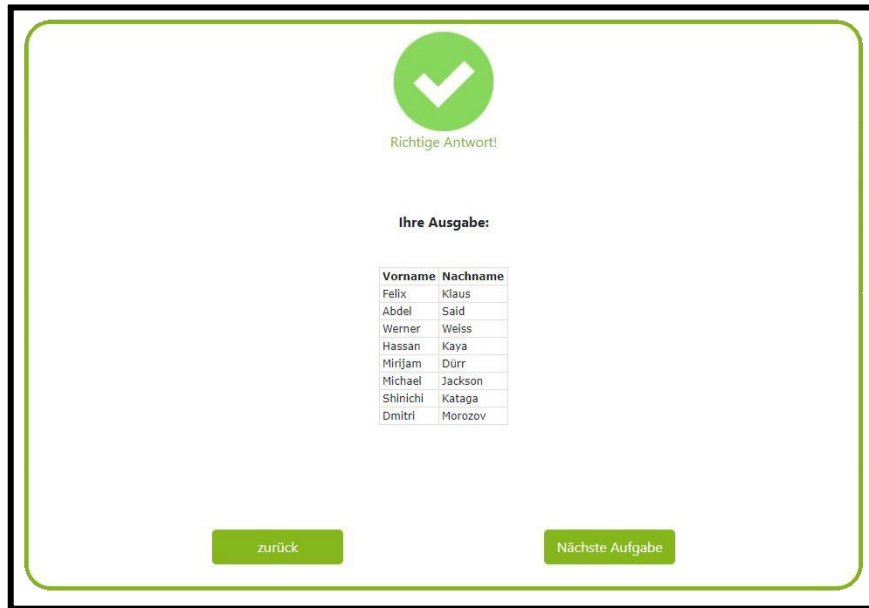 Richtige Antwort!
Ihre Ausgabe:
Vorname Nachname
Felix Klaus
Abdel Said
Werner Weiss
Hassan Kaya
Mirijam Dürr
Michael Jackson
Shinichi Kataga
Dmitri Morozov
zurück Nächste Aufgabe